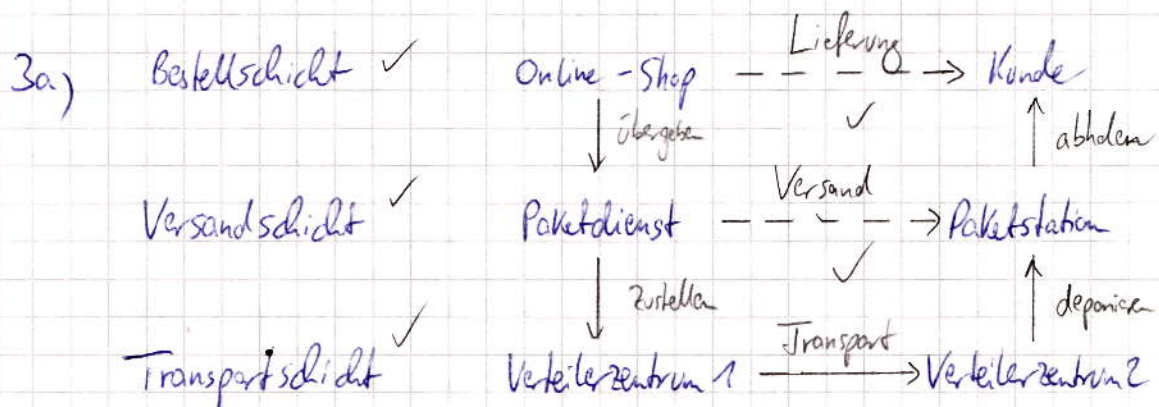 Lieferung
3a) Bestellschicht ✓ Online-Shop Kunde
✓
übergeben abholen
Versand
Versandschicht ✓ Paketdienst Paketstation
✓
zustellen deponieren
Transport
Transportschicht ✓ Verteilerzentrum 1 Verteilerzentrum 2